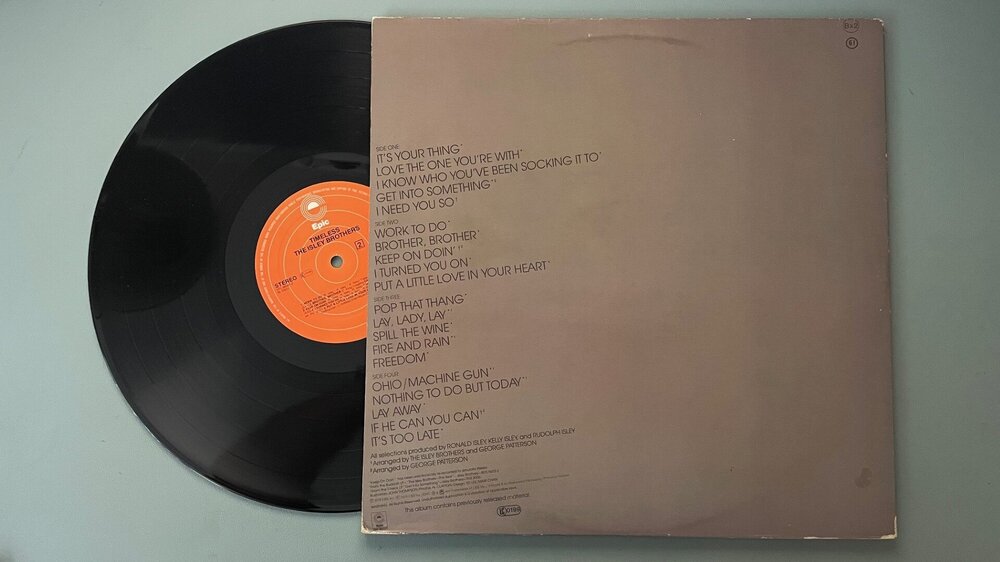 Epic
TIMELESS
THE ISLEY BROTHERS
STEREO
2
8x2
61
SIDE ONE
IT'S YOUR THING*
LOVE THE ONE YOU'RE WITH*
I KNOW WHO YOU'VE BEEN SOCKING IT TO*
GET INTO SOMETHING*†
I NEED YOU SO†
SIDE TWO
WORK TO DO*
BROTHER, BROTHER*
KEEP ON DOIN'*†
I TURNED YOU ON*
PUT A LITTLE LOVE IN YOUR HEART*
SIDE THREE
POP THAT THANG*
LAY, LADY, LAY*
SPILL THE WINE*
FIRE AND RAIN*
FREEDOM*
SIDE FOUR
OHIO/MACHINE GUN*
NOTHING TO DO BUT TODAY*
LAY AWAY*
IF HE CAN YOU CAN*†
IT'S TOO LATE*
All selections produced by RONALD ISLEY, KELLY ISLEY, and RUDOLPH ISLEY
Arranged by THE ISLEY BROTHERS and GEORGE PATTERSON
Arranged by GEORGE PATTERSON
This album contains previously released material.